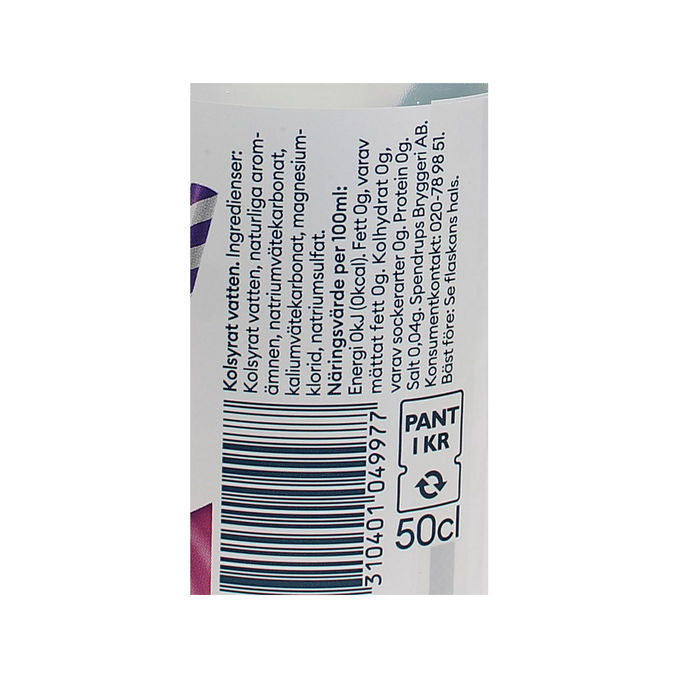 Kolsyrat vatten. Ingredienser:
Kolsyrat vatten, naturliga arom-
ämnen, natriumvätekarbonat,
kaliumvätekarbonat, magnesium-
klorid, natriumsulfat.
Näringsvärde per 100ml:
Energi 0kJ (0kcal). Fett 0g, varav
mättat fett 0g. Kolhydrat 0g,
varav sockerarter 0g. Protein 0g.
Salt 0,04g. Spendrups Bryggeri AB.
Konsumentkontakt: 020-78 98 51.
Bäst före: Se flaskans hals.
310401 049977
PANT
1 KR
50cl